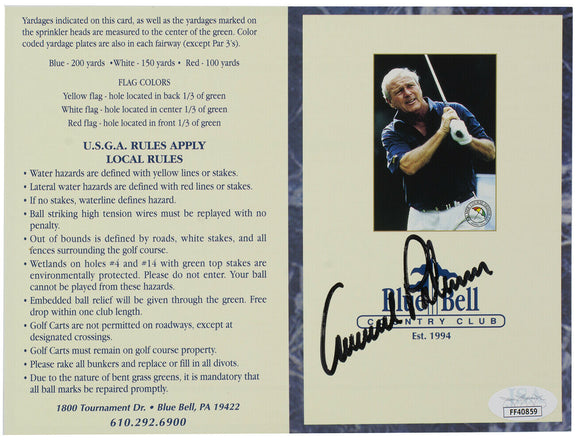 Yardages indicated on this card, as well as the yardages marked on
the sprinkler heads are measured to the center of the green. Color
coded yardage plates are also in each fairway (except Par 3's).
Blue - 200 yards • White - 150 yards • Red - 100 yards
FLAG COLORS
Yellow flag - hole located in back 1/3 of green
White flag - hole located in center 1/3 of green
Red flag - hole located in front 1/3 of green
U.S.G.A. RULES APPLY
LOCAL RULES
• Water hazards are defined with yellow lines or stakes.
• Lateral water hazards are defined with red lines or stakes.
• If no stakes, waterline defines hazard.
• Ball striking high tension wires must be replayed with no
penalty.
• Out of bounds is defined by roads, white stakes, and all
fences surrounding the golf course.
• Wetlands on holes #4 and #14 with green top stakes are
environmentally protected. Please do not enter. Your ball
cannot be played from these hazards.
• Embedded ball relief will be given through the green. Free
drop within one club length.
• Golf Carts are not permitted on roadways, except at
designated crossings.
• Golf Carts must remain on golf course property.
• Please rake all bunkers and replace or fill in all divots.
• Due to the nature of bent grass greens, it is mandatory that
all ball marks be repaired promptly.
1800 Tournament Dr. • Blue Bell, PA 19422
610.292.6900
Arnold Palmer
Blue Bell
COUNTRY CLUB
Est. 1994
JSA
FF40859